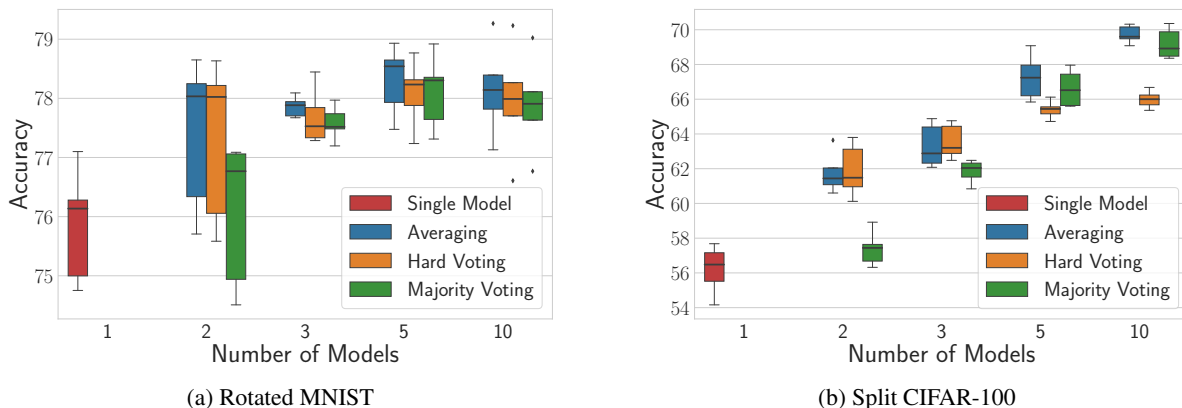 79
78
77
76
75
Accuracy
Single Model
Averaging
Hard Voting
Majority Voting
1 2 3 5 10
Number of Models
(a) Rotated MNIST
70
68
66
64
62
60
58
56
54
Accuracy
Single Model
Averaging
Hard Voting
Majority Voting
1 2 3 5 10
Number of Models
(b) Split CIFAR-100